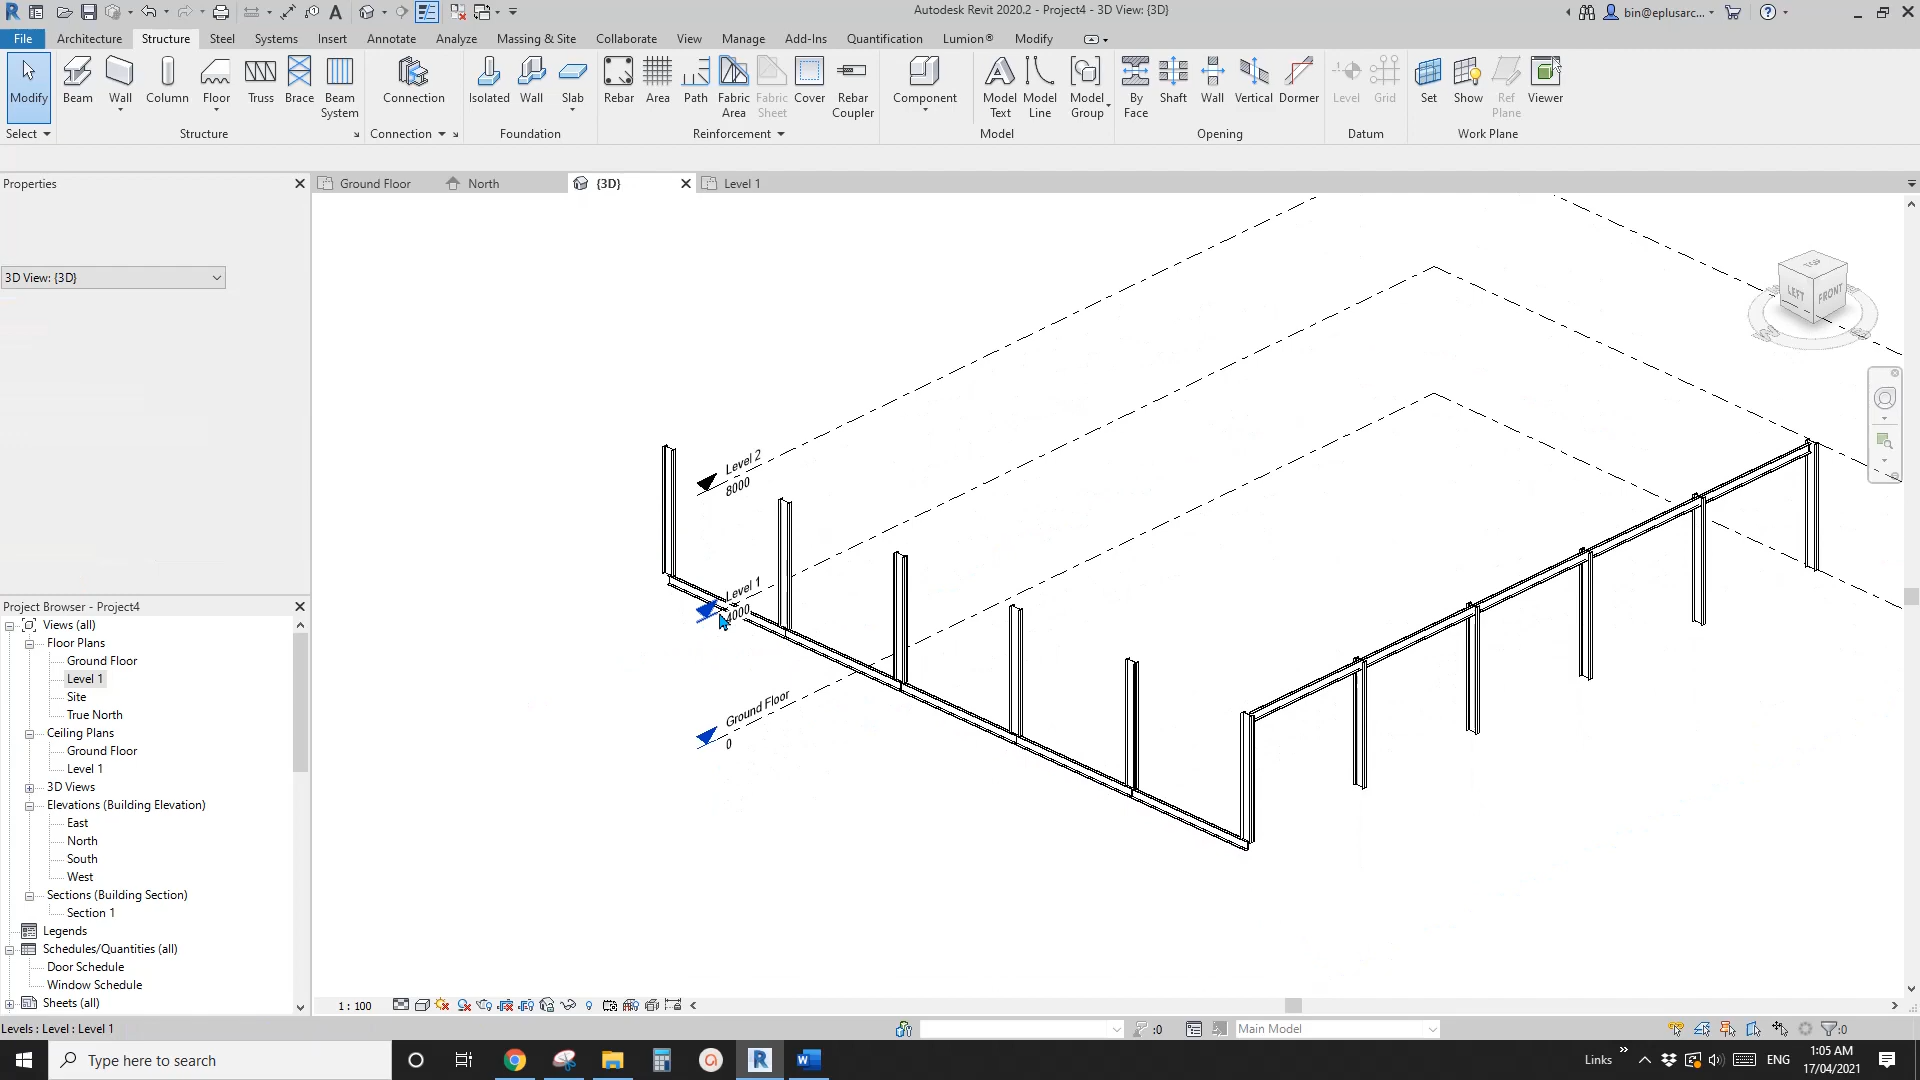 Autodesk Revit 2020.2 - Project4 - 3D View: {3D}
bin@eplusarc...
File Architecture Structure Steel Systems Insert Annotate Analyze Massing & Site Collaborate View Manage Add-Ins Quantification Lumion® Modify
Modify Beam Wall Column Floor Truss Brace Beam System Connection Isolated Wall Slab Rebar Area Path Fabric Area Fabric Sheet Cover Rebar Coupler Component Model Text Model Line Model Group By Face Shaft Wall Vertical Dormer Level Grid Set Show Ref Plane Viewer
Select Structure Connection Foundation Reinforcement Model Opening Datum Work Plane
Properties
Ground Floor North {3D} Level 1
3D View: {3D}
TOP
LEFT FRONT
Level 2
8000
Level 1
4000
Ground Floor
0
Project Browser - Project4
Views (all)
Floor Plans
Ground Floor
Level 1
Site
True North
Ceiling Plans
Ground Floor
Level 1
3D Views
Elevations (Building Elevation)
East
North
South
West
Sections (Building Section)
Section 1
Legends
Schedules/Quantities (all)
Door Schedule
Window Schedule
Sheets (all)
1 : 100
Levels : Level : Level 1
:0
Main Model
:0
Type here to search
Links
ENG
1:05 AM
17/04/2021